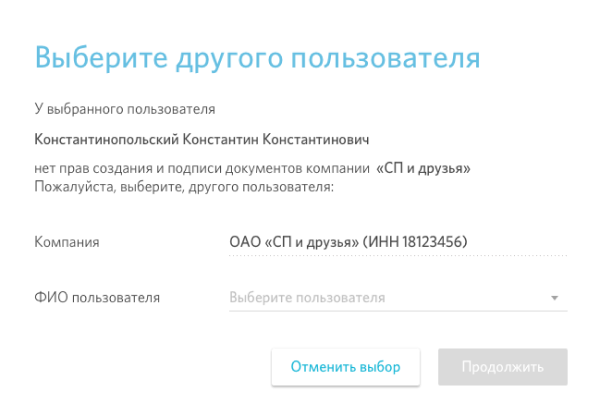 Выберите другого пользователя
У выбранного пользователя
Константинопольский Константин Константинович
нет прав создания и подписи документов компании «СП и друзья»
Пожалуйста, выберите, другого пользователя:
Компания ОАО «СП и друзья» (ИНН 18123456)
ФИО пользователя Выберите пользователя
Отменить выбор Продолжить